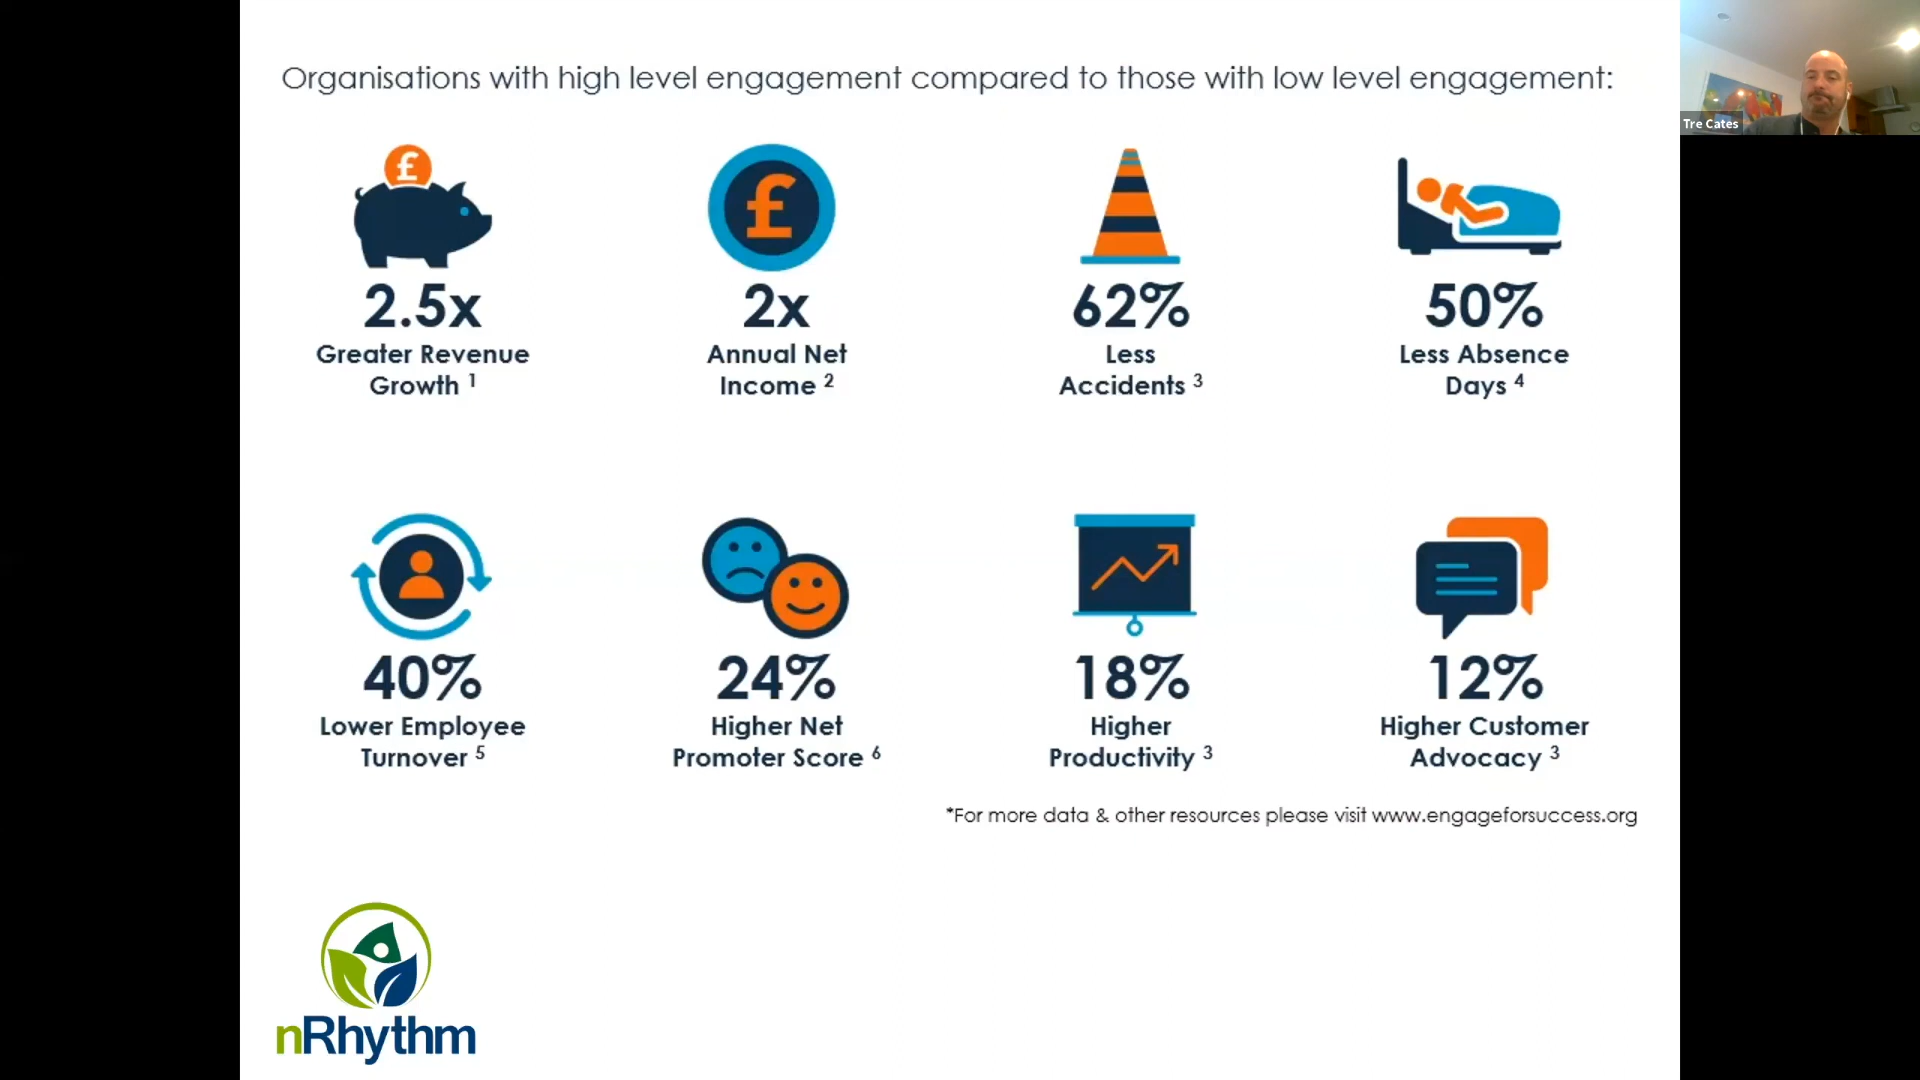 Organisations with high level engagement compared to those with low level engagement:
Tre Cates
£
£
2.5x
Greater Revenue
Growth 1
2x
Annual Net
Income 2
62%
Less
Accidents 3
50%
Less Absence
Days 4
40%
Lower Employee
Turnover 5
24%
Higher Net
Promoter Score 6
18%
Higher
Productivity 3
12%
Higher Customer
Advocacy 3
*For more data & other resources please visit www.engageforsuccess.org
nRhythm